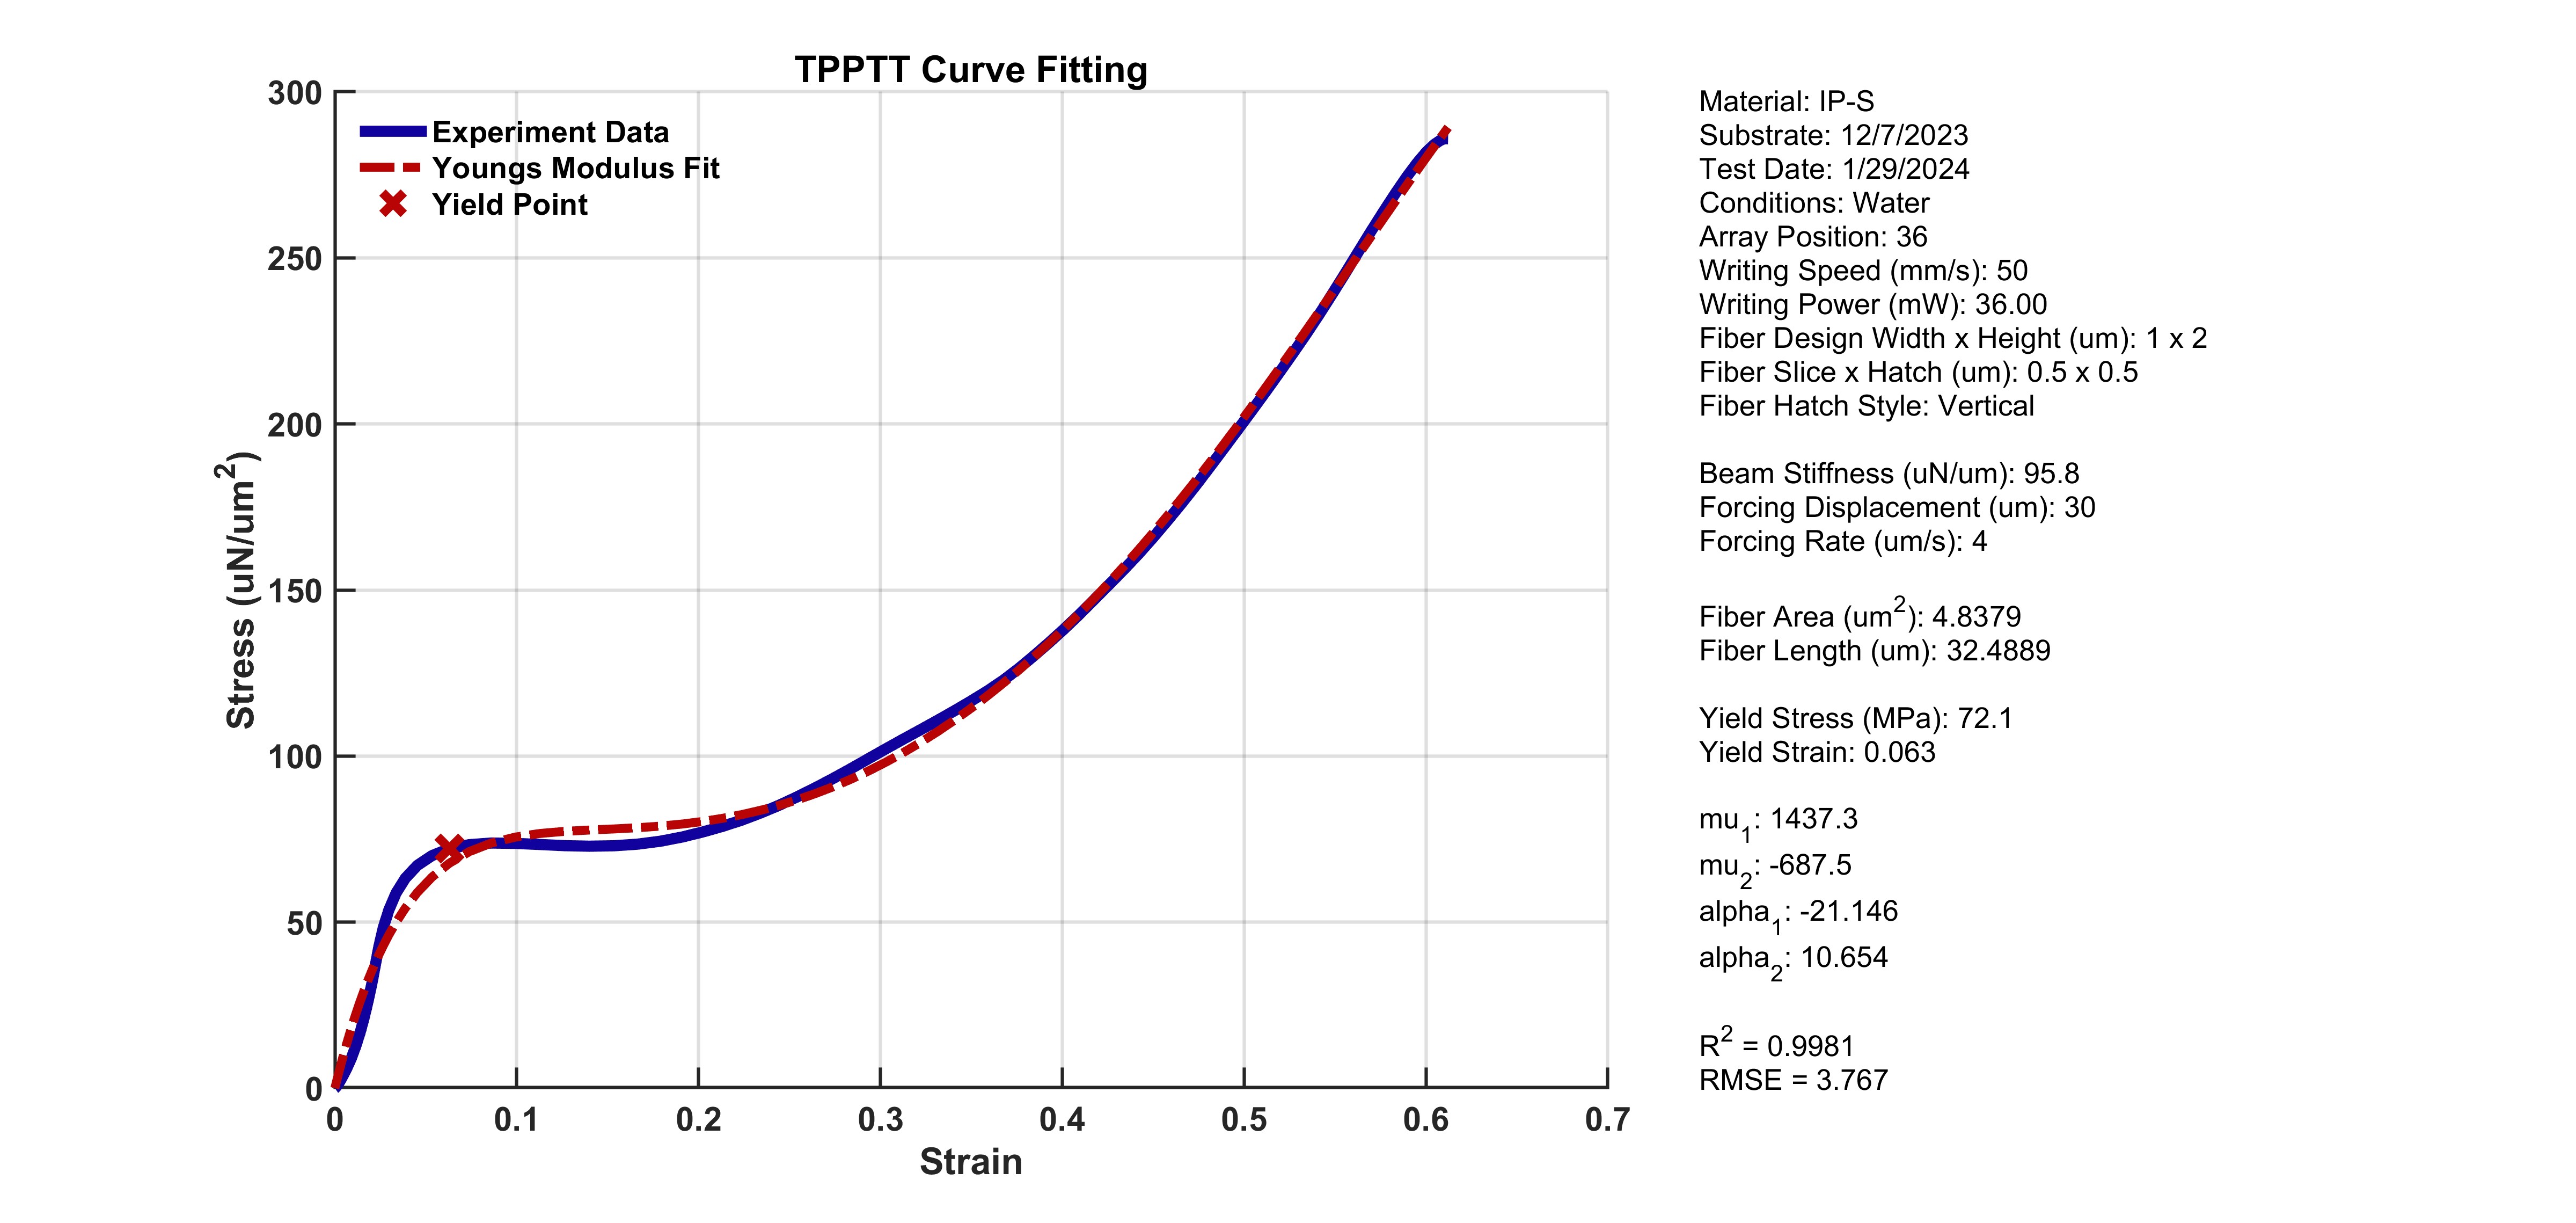 TPPTT Curve Fitting
300
250
200
150
100
50
0
Stress (uN/um²)
Experiment Data
Youngs Modulus Fit
Yield Point
0 0.1 0.2 0.3 0.4 0.5 0.6 0.7
Strain
Material: IP-S
Substrate: 12/7/2023
Test Date: 1/29/2024
Conditions: Water
Array Position: 36
Writing Speed (mm/s): 50
Writing Power (mW): 36.00
Fiber Design Width x Height (um): 1 x 2
Fiber Slice x Hatch (um): 0.5 x 0.5
Fiber Hatch Style: Vertical
Beam Stiffness (uN/um): 95.8
Forcing Displacement (um): 30
Forcing Rate (um/s): 4
Fiber Area (um²): 4.8379
Fiber Length (um): 32.4889
Yield Stress (MPa): 72.1
Yield Strain: 0.063
mu₁: 1437.3
mu₂: -687.5
alpha₁: -21.146
alpha₂: 10.654
R² = 0.9981
RMSE = 3.767